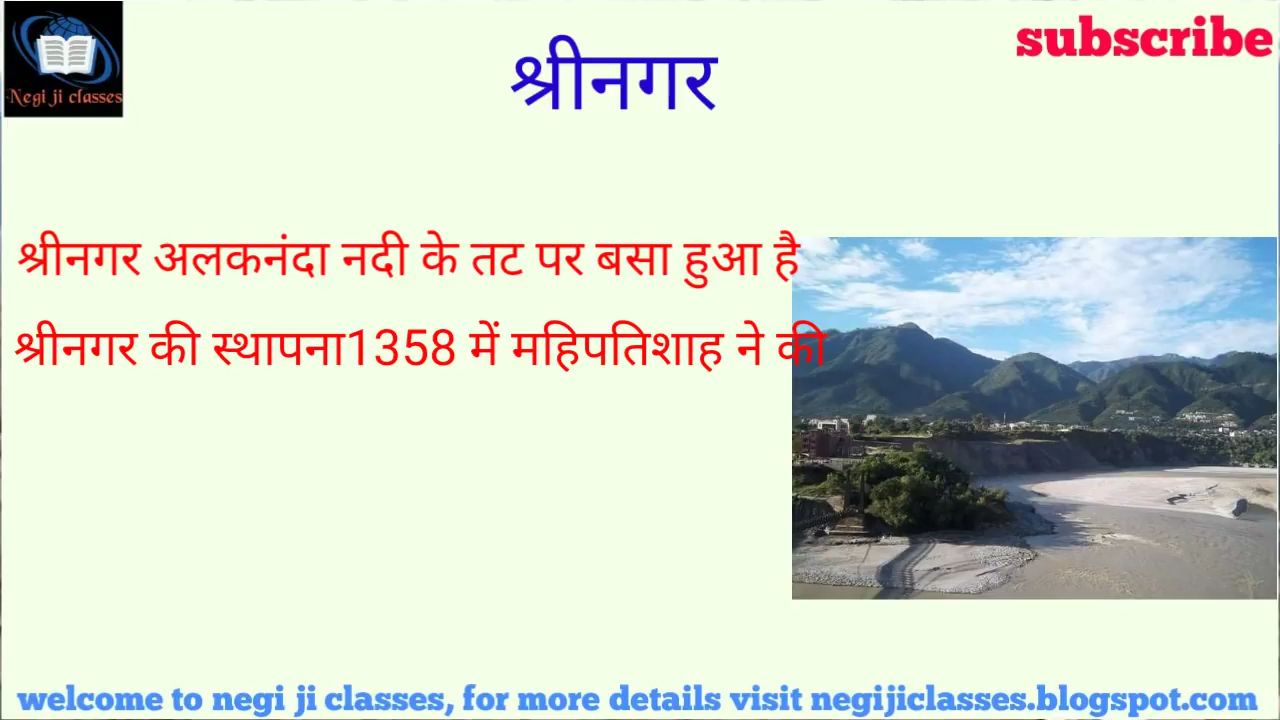 Negi ji classes
subscribe
श्रीनगर
श्रीनगर अलकनंदा नदी के तट पर बसा हुआ है
श्रीनगर की स्थापना1358 में महिपतिशाह ने की
welcome to negi ji classes, for more details visit negijiclasses.blogspot.com